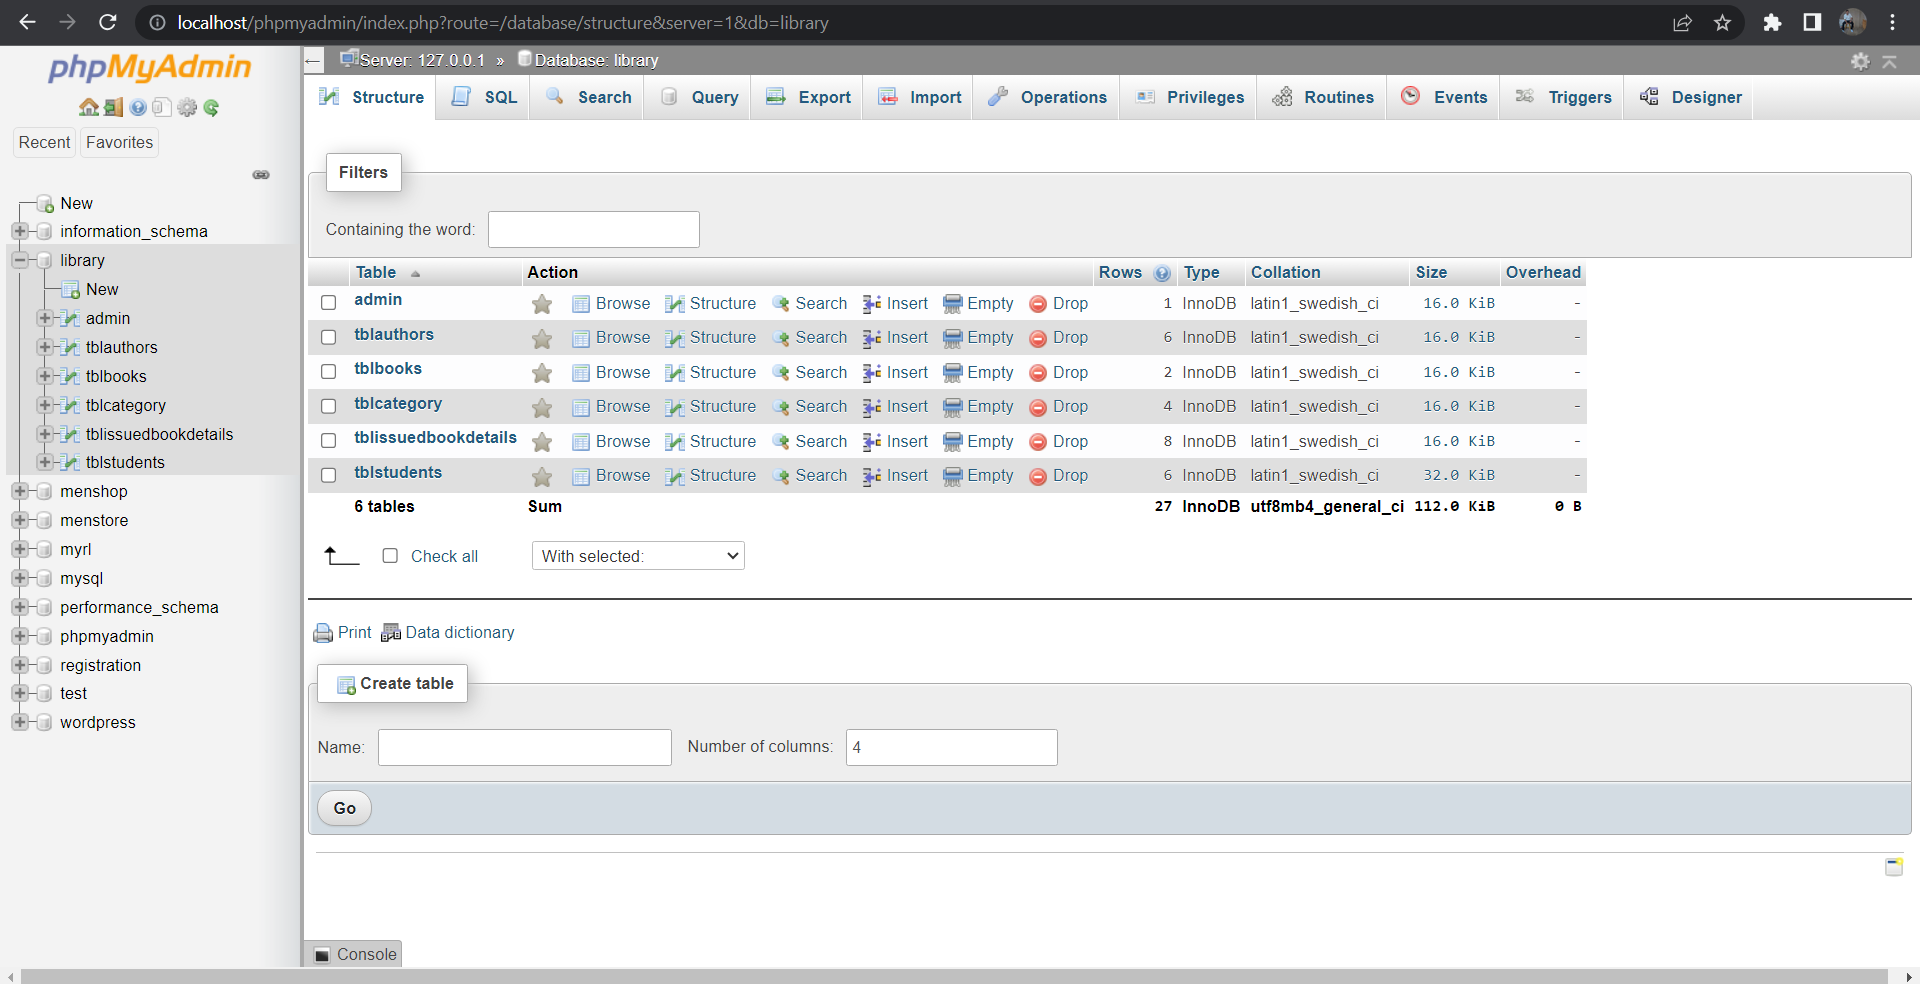 localhost/phpmyadmin/index.php?route=/database/structure&server=1&db=library
phpMyAdmin
Recent Favorites
New
information_schema
library
New
admin
tblauthors
tblbooks
tblcategory
tblissuedbookdetails
tblstudents
menshop
menstore
myrl
mysql
performance_schema
phpmyadmin
registration
test
wordpress
Server: 127.0.0.1 » Database: library
Structure SQL Search Query Export Import Operations Privileges Routines Events Triggers Designer
Filters
Containing the word:
Table Action Rows Type Collation Size Overhead
admin Browse Structure Search Insert Empty Drop 1 InnoDB latin1_swedish_ci 16.0 KiB -
tblauthors Browse Structure Search Insert Empty Drop 6 InnoDB latin1_swedish_ci 16.0 KiB -
tblbooks Browse Structure Search Insert Empty Drop 2 InnoDB latin1_swedish_ci 16.0 KiB -
tblcategory Browse Structure Search Insert Empty Drop 4 InnoDB latin1_swedish_ci 16.0 KiB -
tblissuedbookdetails Browse Structure Search Insert Empty Drop 8 InnoDB latin1_swedish_ci 16.0 KiB -
tblstudents Browse Structure Search Insert Empty Drop 6 InnoDB latin1_swedish_ci 32.0 KiB -
6 tables Sum 27 InnoDB utf8mb4_general_ci 112.0 KiB 0 B
Check all With selected:
Print Data dictionary
Create table
Name: Number of columns: 4
Go
Console